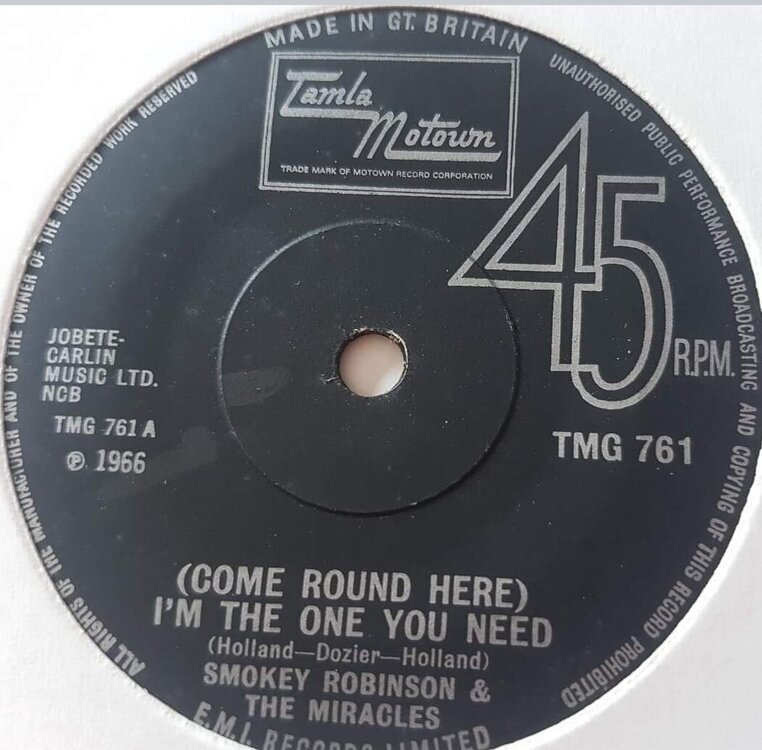 MADE IN GT. BRITAIN
UNAUTHORISED PUBLIC PERFORMANCE BROADCASTING AND COPYING OF THIS RECORD PROHIBITED
ALL RIGHTS OF THE MANUFACTURER AND OF THE OWNER OF THE RECORDED WORK RESERVED
Tamla
Motown
TRADE MARK OF MOTOWN RECORD CORPORATION
45
R.P.M.
JOBETE-
CARLIN
MUSIC LTD.
NCB
TMG 761 A
℗ 1966
TMG 761
(COME ROUND HERE)
I'M THE ONE YOU NEED
(Holland—Dozier—Holland)
SMOKEY ROBINSON &
THE MIRACLES
E.M.I. RECORDS LIMITED